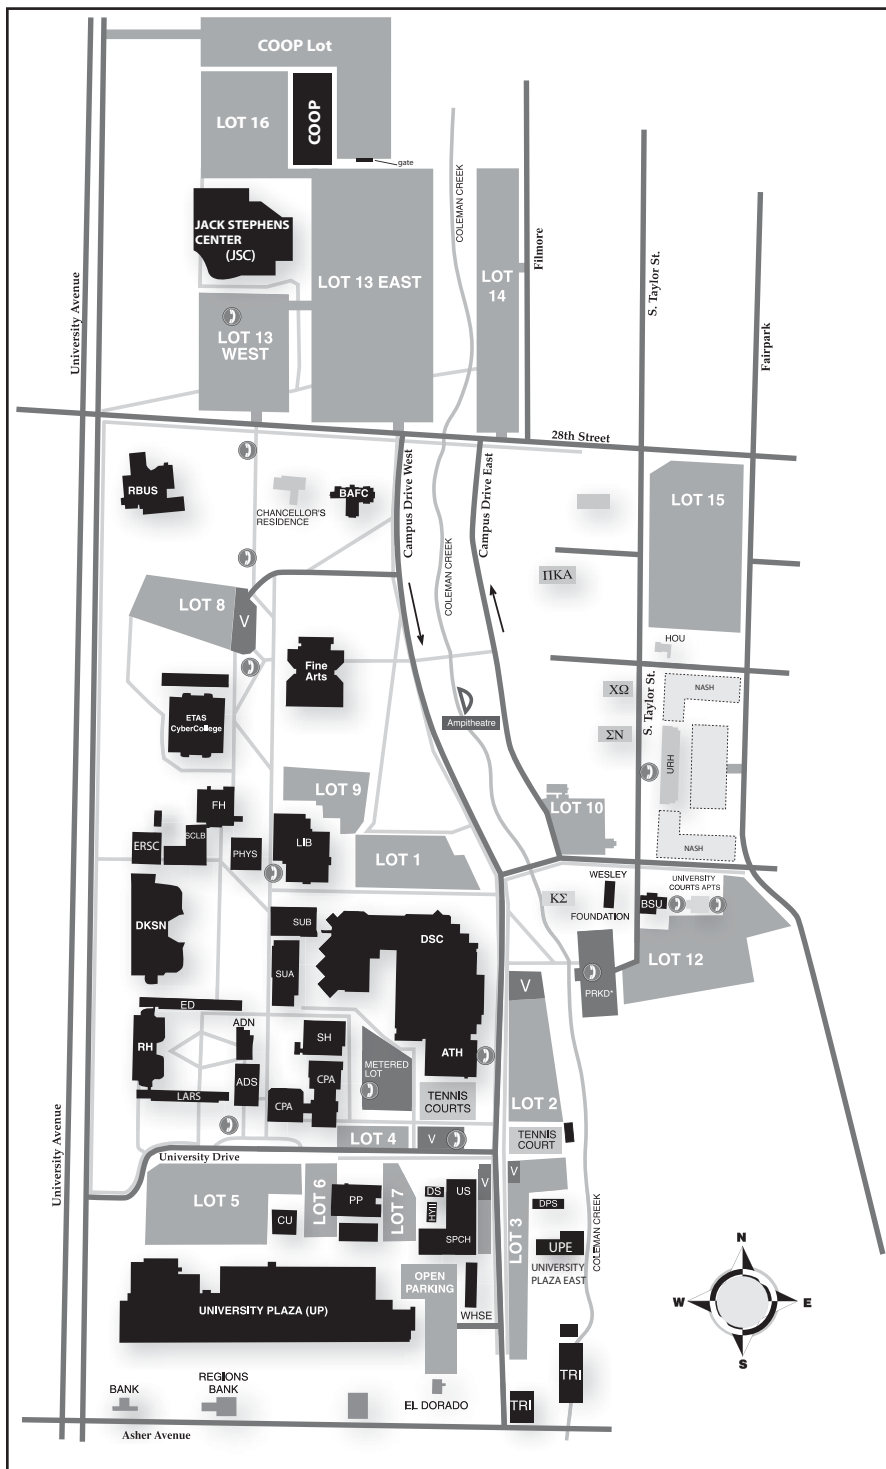 COOP Lot
LOT 16
COOP
gate
JACK STEPHENS
CENTER
(JSC)
LOT 13 EAST
LOT 13
WEST
LOT
14
COLEMAN CREEK
Filmore
S. Taylor St.
Fairpark
University Avenue
28th Street
RBUS
CHANCELLOR'S
RESIDENCE
BAFC
Campus Drive West
Campus Drive East
COLEMAN CREEK
LOT 15
ΠΚΑ
LOT 8
V
HOU
Fine
Arts
ΧΩ
NASH
S. Taylor St.
ETAS
CyberCollege
Ampitheatre
ΣΝ
URH
LOT 9
LOT 10
FH
ERSC
SCLB
PHYS
LIB
LOT 1
NASH
WESLEY
FOUNDATION
UNIVERSITY
COURTS APTS
ΚΣ
BSU
DKSN
SUB
DSC
SUA
LOT 12
PRKD*
V
ED
ADN
RH
SH
ATH
METERED
LOT
ADS
CPA
CPA
LARS
TENNIS
COURTS
LOT 2
LOT 4
V
TENNIS
COURT
University Drive
University Avenue
LOT 5
LOT 6
PP
LOT 7
DS
US
HYII
V
V
CU
SPCH
LOT 3
DPS
UPE
UNIVERSITY
PLAZA EAST
COLEMAN CREEK
OPEN
PARKING
UNIVERSITY PLAZA (UP)
WHSE
N
W
E
S
TRI
TRI
BANK
REGIONS
BANK
EL DORADO
Asher Avenue